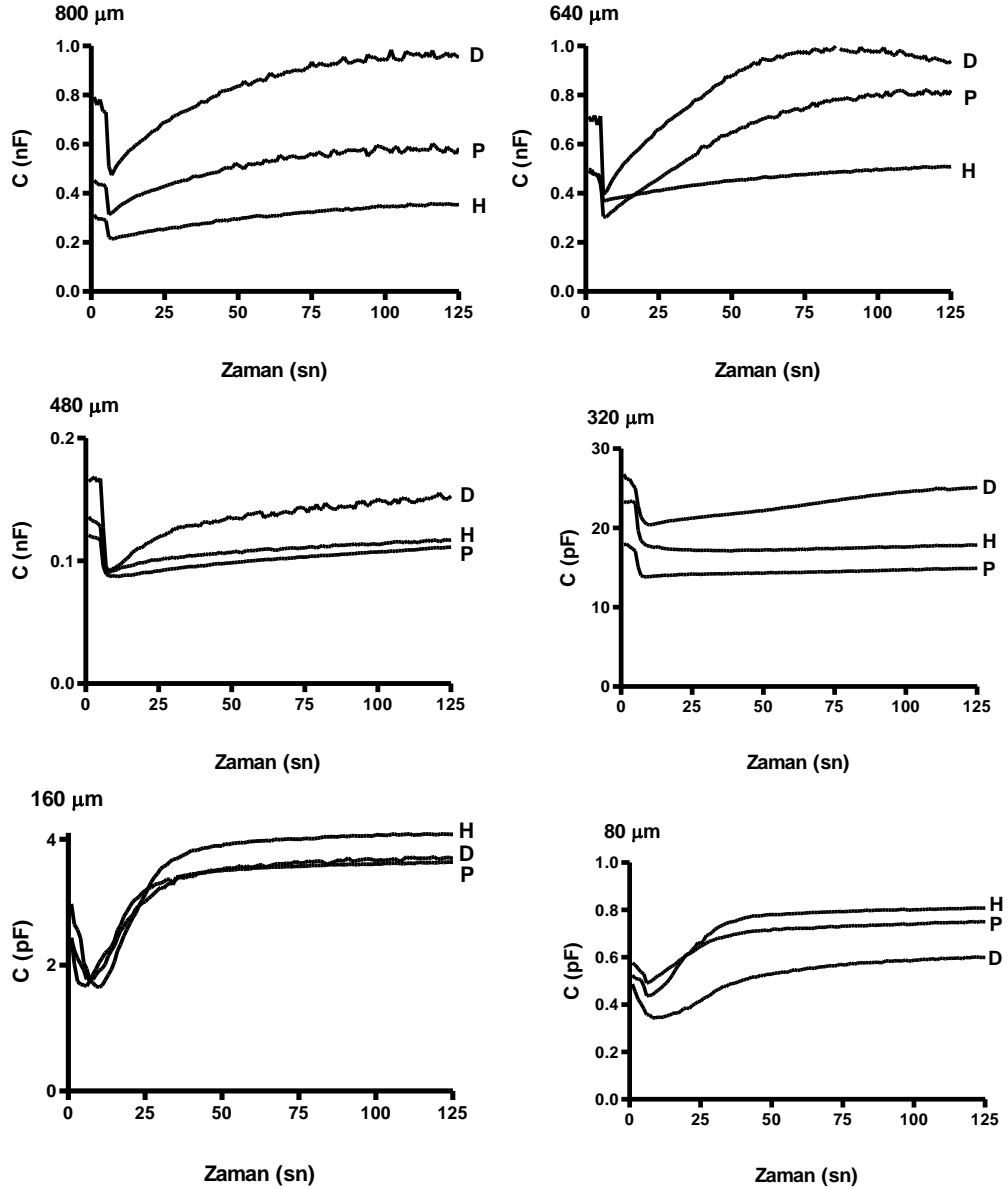 800 μm
C (nF)
1.0
0.8
0.6
0.4
0.2
0.0
0 25 50 75 100 125
D
P
H
Zaman (sn)
640 μm
C (nF)
1.0
0.8
0.6
0.4
0.2
0.0
0 25 50 75 100 125
D
P
H
Zaman (sn)
480 μm
C (nF)
0.2
0.1
0.0
0 25 50 75 100 125
D
H
P
Zaman (sn)
320 μm
C (pF)
30
20
10
0
0 25 50 75 100 125
D
H
P
Zaman (sn)
160 μm
C (pF)
4
2
0
0 25 50 75 100 125
H
D
P
Zaman (sn)
80 μm
C (pF)
1.0
0.8
0.6
0.4
0.2
0.0
0 25 50 75 100 125
H
P
D
Zaman (sn)